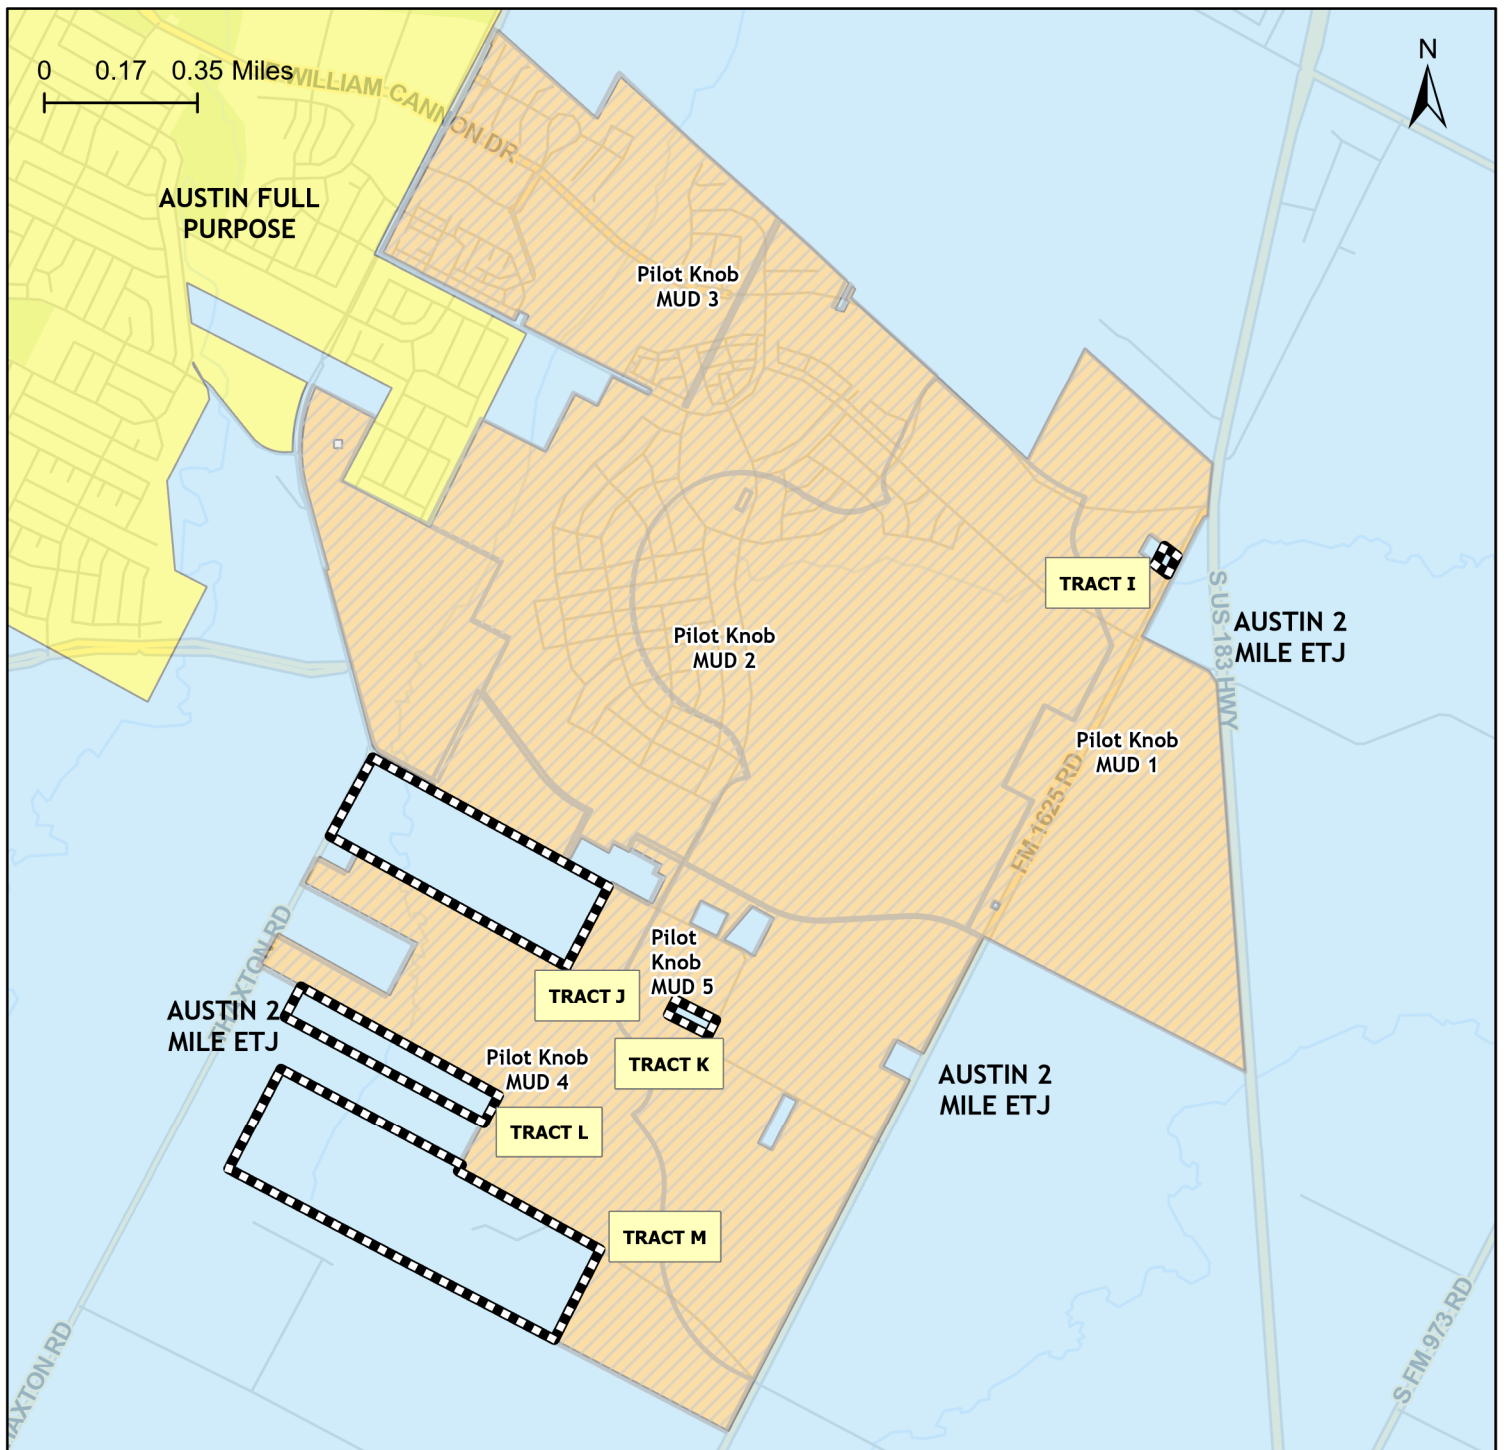 N
0 0.17 0.35 Miles
E WILLIAM CANNON DR
AUSTIN FULL
PURPOSE
Pilot Knob
MUD 3
TRACT I
S US 183 HWY
AUSTIN 2
MILE ETJ
Pilot Knob
MUD 2
Pilot Knob
MUD 1
FM 1625 RD
THAXTON RD
Pilot
Knob
MUD 5
TRACT J
AUSTIN 2
MILE ETJ
Pilot Knob
MUD 4
TRACT K
AUSTIN 2
MILE ETJ
TRACT L
TRACT M
HAXTON RD
S FM 973 RD